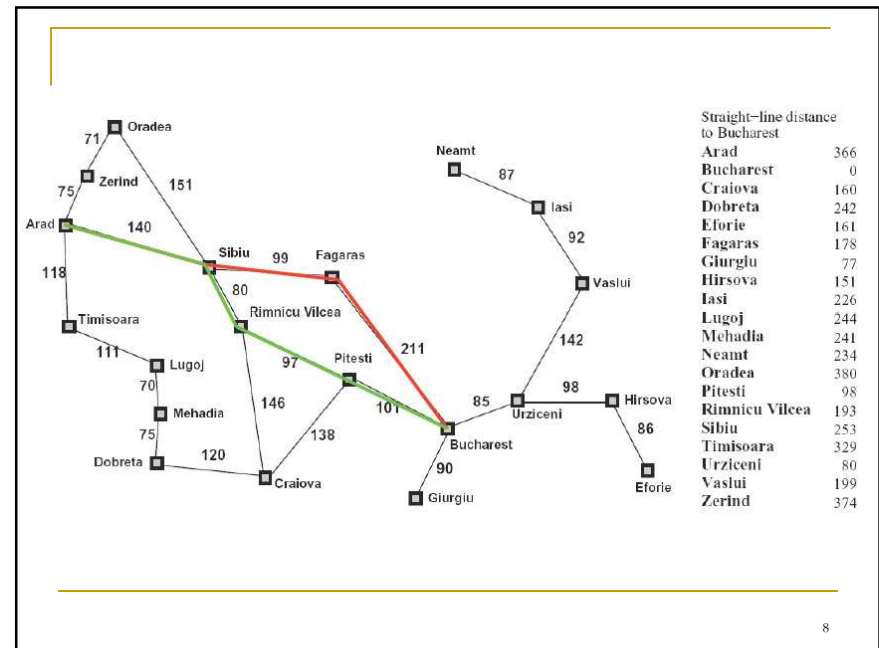 Oradea
71
Neamt
87
Zerind
151
75
Iasi
Arad
140
92
Sibiu
99
Fagaras
118
80
Vaslui
Rimnicu Vilcea
Timisoara
142
111
211
Pitesti
Lugoj
97
70
85
98
Hirsova
146
101
Urziceni
Mehadia
86
138
Bucharest
75
120
90
Dobreta
Craiova
Eforie
Giurgiu
Straight-line distance
to Bucharest
Arad 366
Bucharest 0
Craiova 160
Dobreta 242
Eforie 161
Fagaras 178
Giurgiu 77
Hirsova 151
Iasi 226
Lugoj 244
Mehadia 241
Neamt 234
Oradea 380
Pitesti 98
Rimnicu Vilcea 193
Sibiu 253
Timisoara 329
Urziceni 80
Vaslui 199
Zerind 374
8